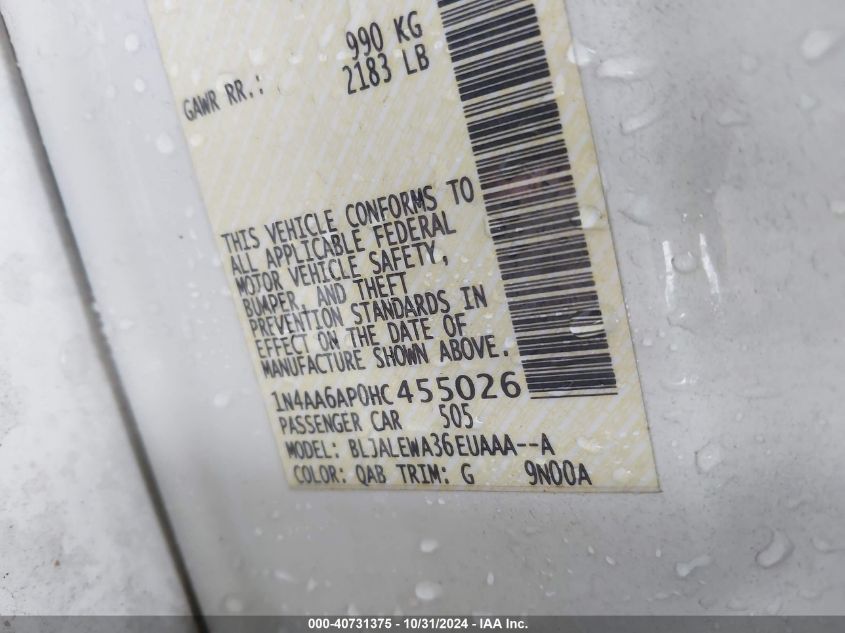 GAWR RR.: 990 KG
2183 LB
THIS VEHICLE CONFORMS TO
ALL APPLICABLE FEDERAL
MOTOR VEHICLE SAFETY,
BUMPER, AND THEFT
PREVENTION STANDARDS IN
EFFECT ON THE DATE OF
MANUFACTURE SHOWN ABOVE.
1N4AA6AP0HC455026
PASSENGER CAR 505
MODEL: BLJALEWA36EUAAA--A
COLOR: QAB TRIM: G 9N00A
000-40731375 - 10/31/2024 - IAA Inc.